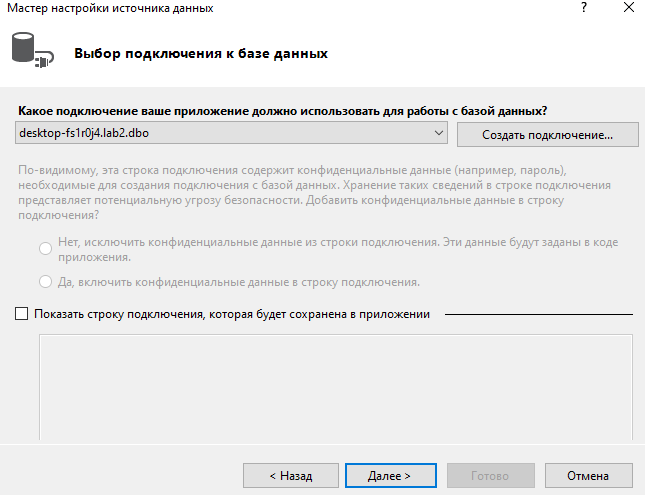 Мастер настройки источника данных
?
Выбор подключения к базе данных
Какое подключение ваше приложение должно использовать для работы с базой данных?
desktop-fs1r0j4.lab2.dbo
Создать подключение...
По-видимому, эта строка подключения содержит конфиденциальные данные (например, пароль),
необходимые для создания подключения с базой данных. Хранение таких сведений в строке подключения
представляет потенциальную угрозу безопасности. Добавить конфиденциальные данные в строку
подключения?
Нет, исключить конфиденциальные данные из строки подключения. Эти данные будут заданы в коде
приложения.
Да, включить конфиденциальные данные в строку подключения.
Показать строку подключения, которая будет сохранена в приложении
< Назад
Далее >
Готово
Отмена